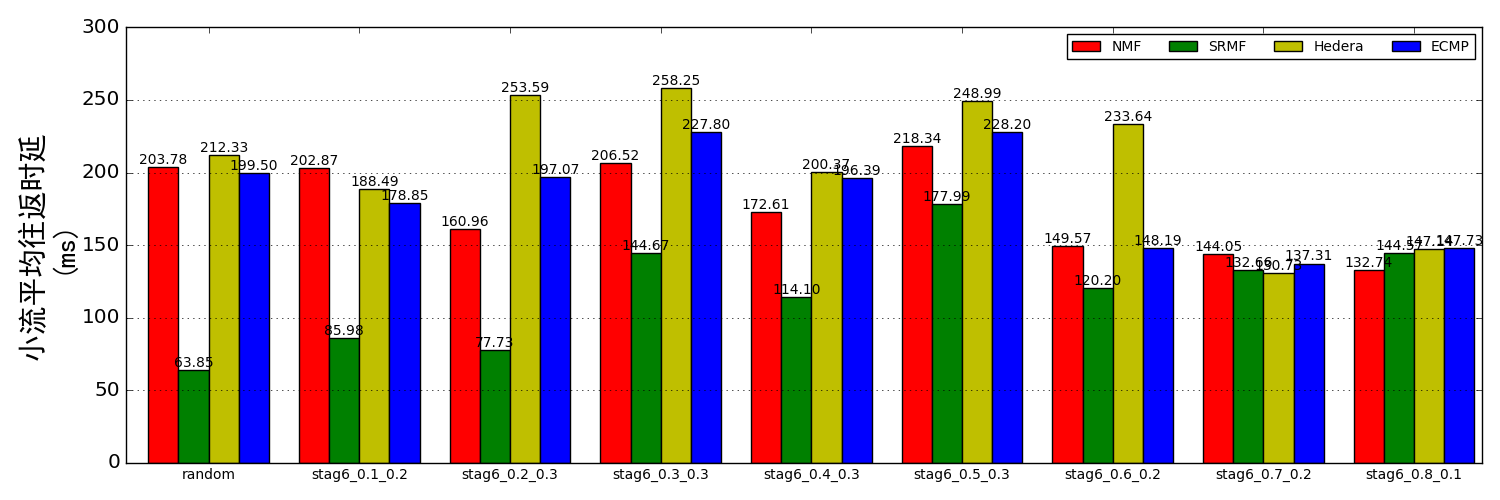 300
250
200
150
100
50
0
小流平均往返时延
(ms)
NMF SRMF Hedera ECMP
203.78 63.85 212.33 199.50
202.87 85.98 188.49 178.85
160.96 77.73 253.59 197.07
206.52 144.67 258.25 227.80
172.61 114.10 200.37 196.39
218.34 177.99 248.99 228.20
149.57 120.20 233.64 148.19
144.05 132.66 137.31
132.74 144.57 147.14 147.73
random stag6_0.1_0.2 stag6_0.2_0.3 stag6_0.3_0.3 stag6_0.4_0.3 stag6_0.5_0.3 stag6_0.6_0.2 stag6_0.7_0.2 stag6_0.8_0.1